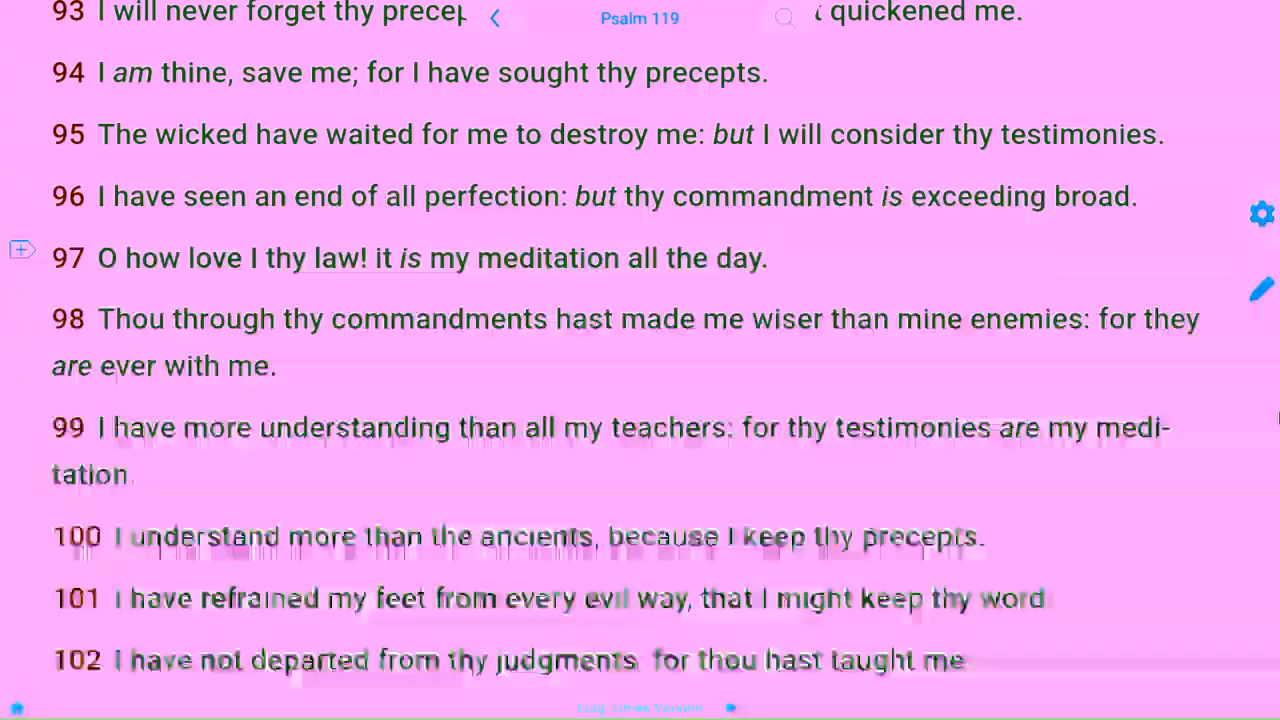 93 I will never forget thy precep
Psalm 119
quickened me.
94 I am thine, save me; for I have sought thy precepts.
95 The wicked have waited for me to destroy me: but I will consider thy testimonies.
96 I have seen an end of all perfection: but thy commandment is exceeding broad.
97 O how love I thy law! it is my meditation all the day.
98 Thou through thy commandments hast made me wiser than mine enemies: for they
are ever with me.
99 I have more understanding than all my teachers: for thy testimonies are my medi-
tation.
100 I understand more than the ancients, because I keep thy precepts.
101 I have refrained my feet from every evil way, that I might keep thy word
102 I have not departed from thy judgments for thou hast taught me